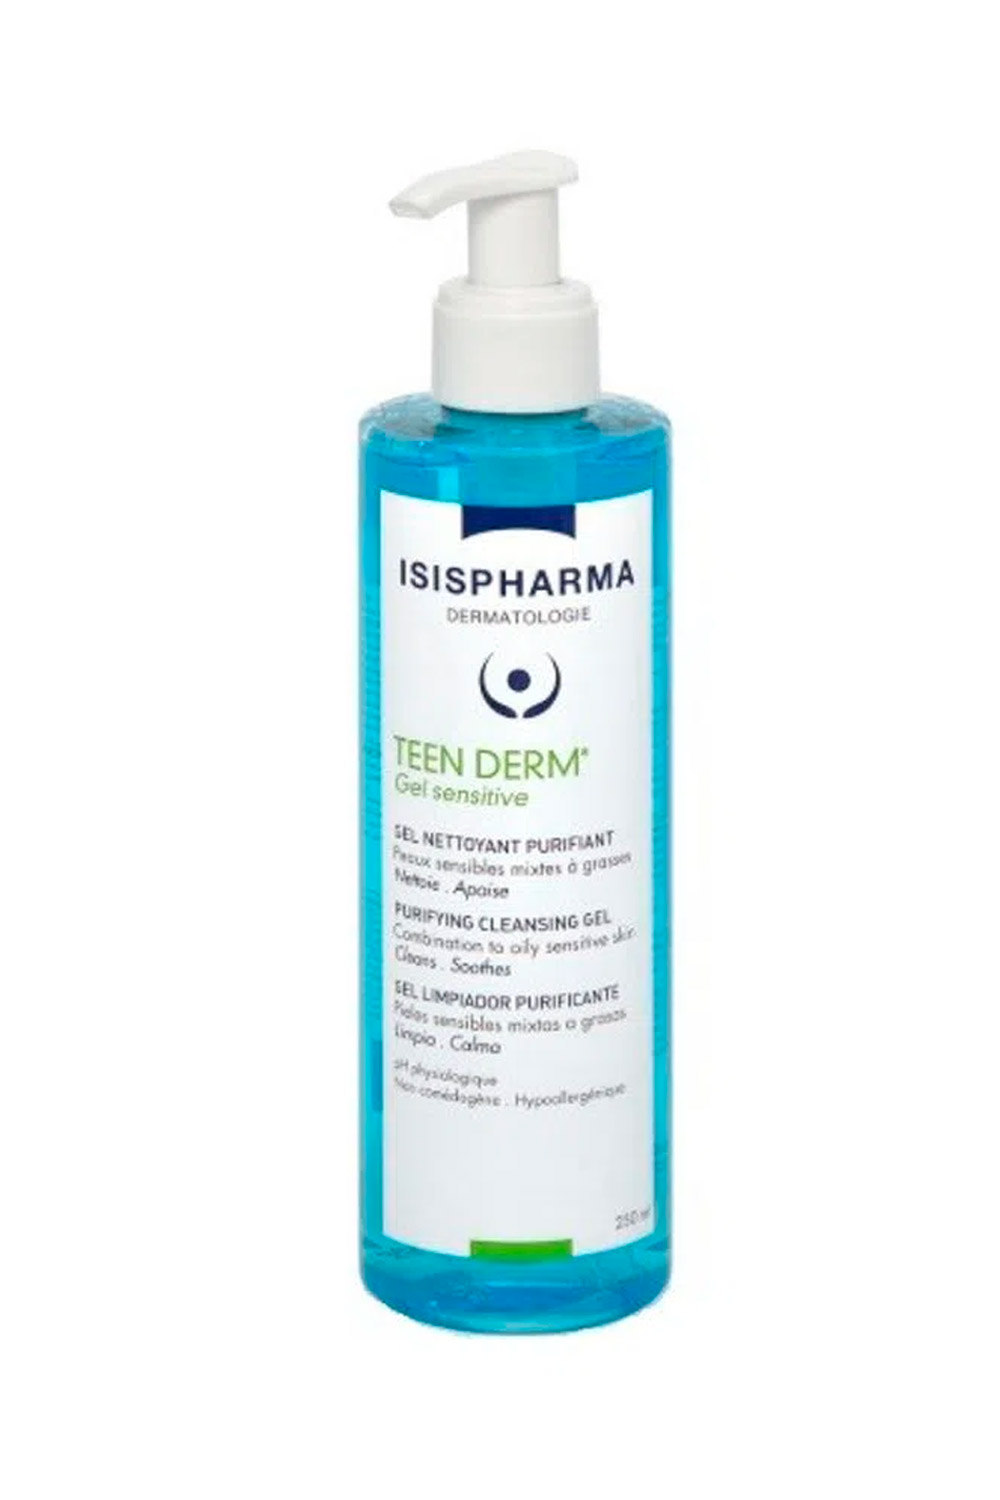 ISISPHARMA
DERMATOLOGIE
TEEN DERM®
Gel sensitive
GEL NETTOYANT PURIFIANT
Peaux sensibles mixtes à grasses
Nettoie . Apaise
PURIFYING CLEANSING GEL
Combination to oily sensitive skin
Cleans . Soothes
GEL LIMPIADOR PURIFICANTE
Pieles sensibles mixtas a grasas
Limpia . Calma
pH physiologique
Non comédogène . Hypoallergénique
250 ml